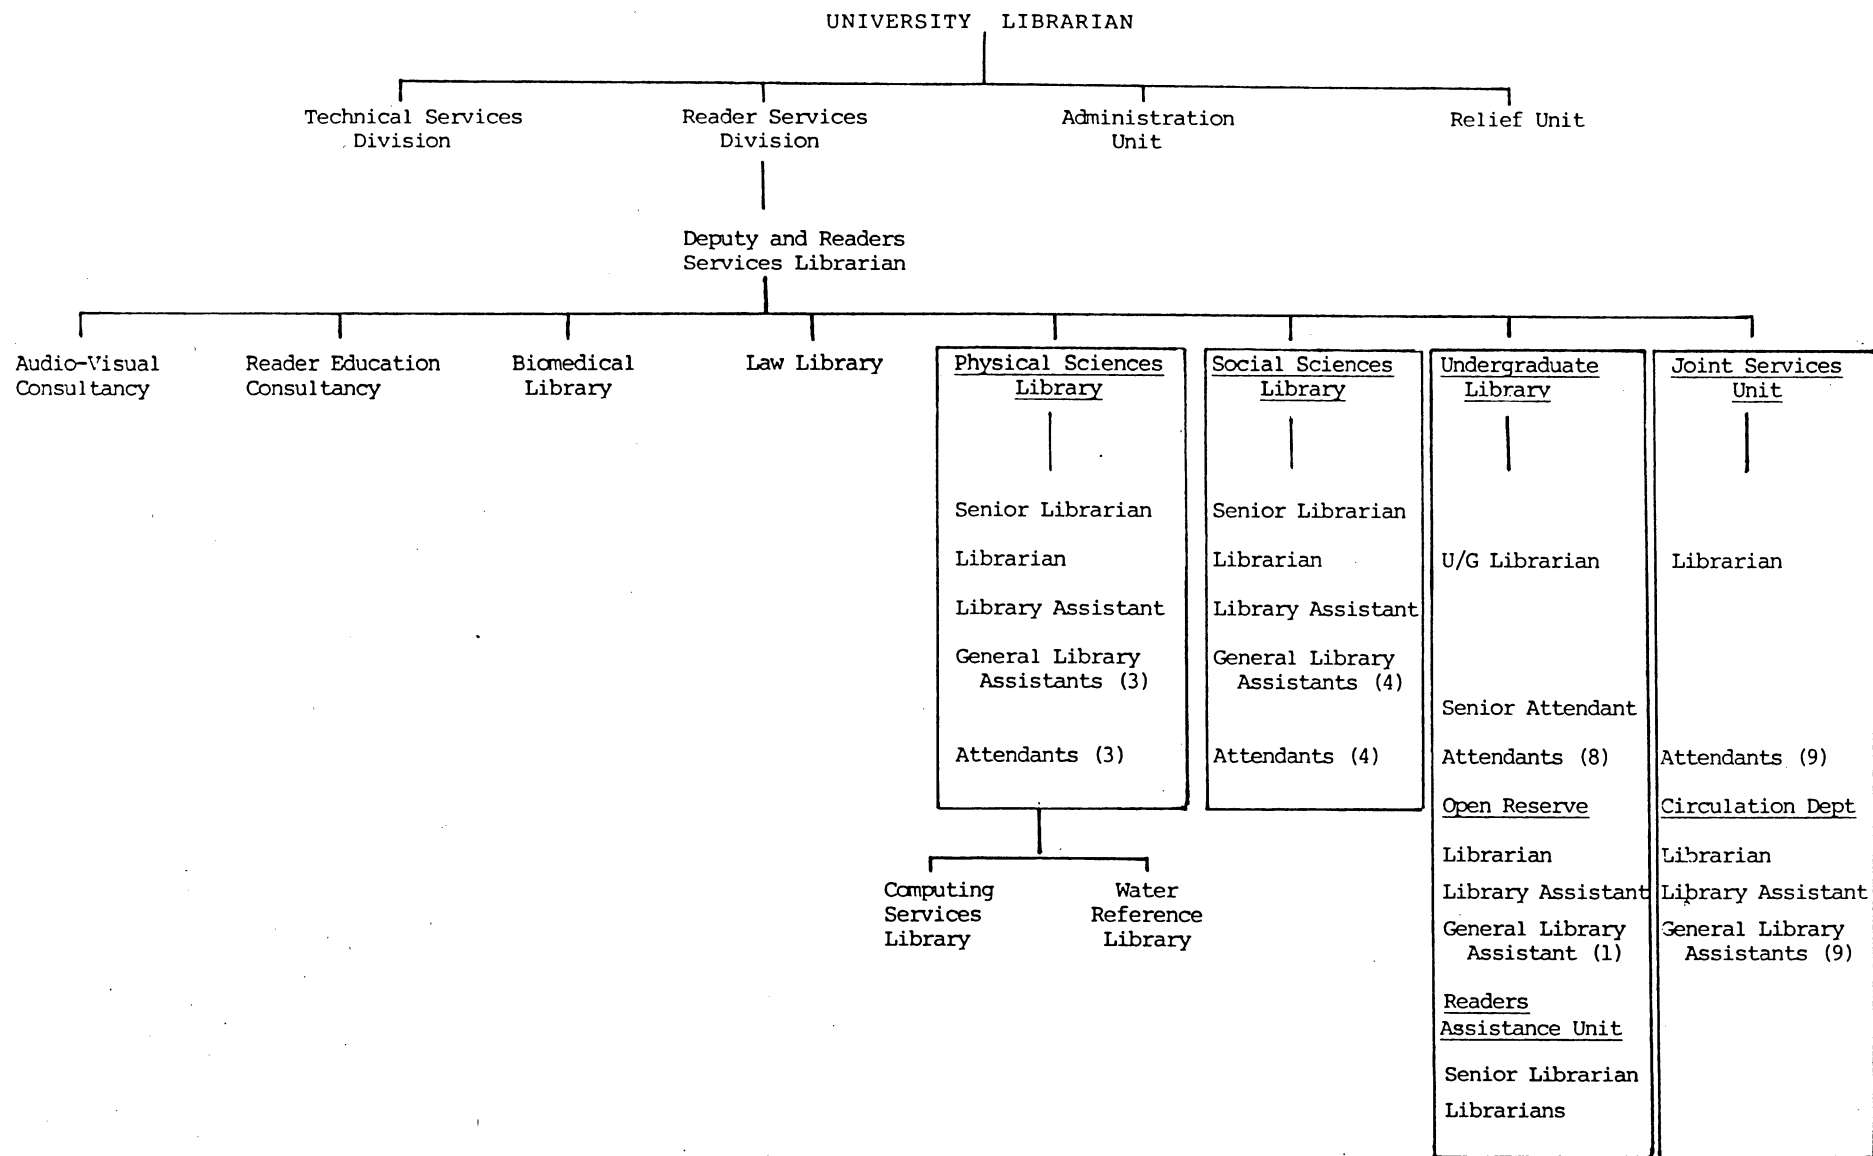 UNIVERSITY LIBRARIAN
Technical Services
Division
Reader Services
Division
Administration
Unit
Relief Unit
Deputy and Readers
Services Librarian
Audio-Visual
Consultancy
Reader Education
Consultancy
Biomedical
Library
Law Library
Physical Sciences
Library
Senior Librarian
Librarian
Library Assistant
General Library
Assistants (3)
Attendants (3)
Computing
Services
Library
Water
Reference
Library
Social Sciences
Library
Senior Librarian
Librarian
Library Assistant
General Library
Assistants (4)
Attendants (4)
Undergraduate
Library
U/G Librarian
Senior Attendant
Attendants (8)
Open Reserve
Librarian
Library Assistant
General Library
Assistant (1)
Readers
Assistance Unit
Senior Librarian
Librarians
Joint Services
Unit
Librarian
Attendants (9)
Circulation Dept
Librarian
Library Assistant
General Library
Assistants (9)